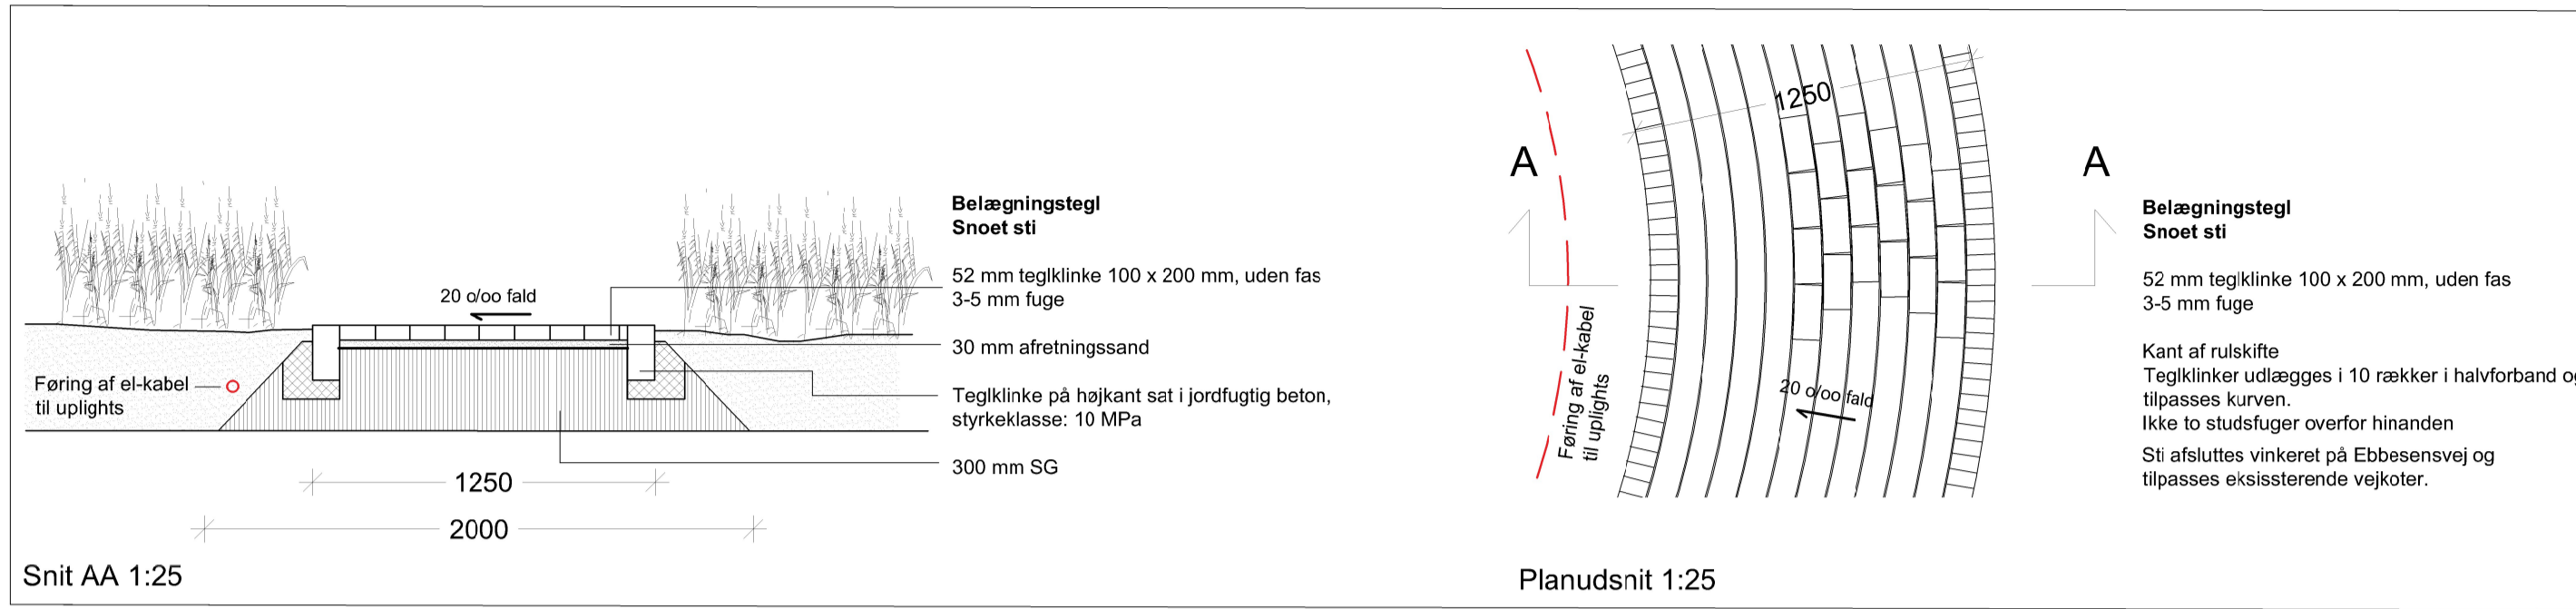 Belægningstegl
Snoet sti
52 mm teglklinke 100 x 200 mm, uden fas
3-5 mm fuge
30 mm afretningssand
Teglklinke på højkant sat i jordfugtig beton,
styrkeklasse: 10 MPa
300 mm SG
20 o/oo fald
Føring af el-kabel
til uplights
1250
2000
Snit AA 1:25
1250
A
A
20 o/oo fald
Føring af el-kabel
til uplights
Planudsnit 1:25
Belægningstegl
Snoet sti
52 mm teglklinke 100 x 200 mm, uden fas
3-5 mm fuge
Kant af rulskifte
Teglklinker udlægges i 10 rækker i halvforband
tilpasses kurven.
Ikke to studsfuger overfor hinanden
Sti afsluttes vinkeret på Ebbesensvej og
tilpasses eksissterende vejkoter.